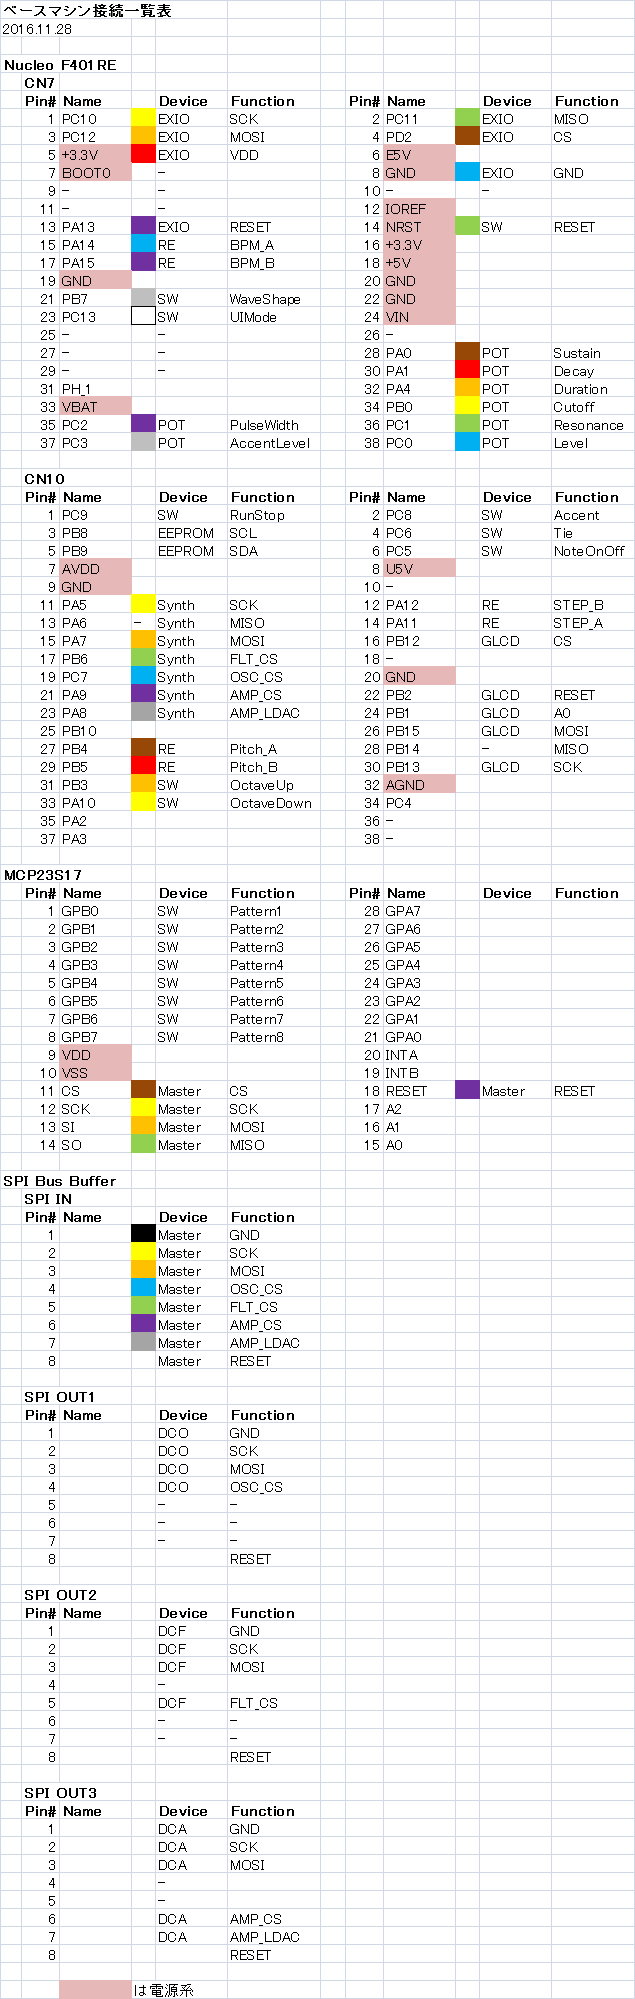 ベースマシン接続一覧表
2016.11.28
Nucleo F401RE
CN7
Pin# Name Device Function Pin# Name Device Function
1 PC10 EXIO SCK 2 PC11 EXIO MISO
3 PC12 EXIO MOSI 4 PD2 EXIO CS
5 +3.3V EXIO VDD 6 E5V
7 BOOT0 - 8 GND EXIO GND
9 - - 10 - -
11 - - 12 IOREF
13 PA13 EXIO RESET 14 NRST SW RESET
15 PA14 RE BPM_A 16 +3.3V
17 PA15 RE BPM_B 18 +5V
19 GND 20 GND
21 PB7 SW WaveShape 22 GND
23 PC13 SW UIMode 24 VIN
25 - - 26 -
27 - - 28 PA0 POT Sustain
29 - - 30 PA1 POT Decay
31 PH_1 32 PA4 POT Duration
33 VBAT 34 PB0 POT Cutoff
35 PC2 POT PulseWidth 36 PC1 POT Resonance
37 PC3 POT AccentLevel 38 PC0 POT Level
CN10
Pin# Name Device Function Pin# Name Device Function
1 PC9 SW RunStop 2 PC8 SW Accent
3 PB8 EEPROM SCL 4 PC6 SW Tie
5 PB9 EEPROM SDA 6 PC5 SW NoteOnOff
7 AVDD 8 U5V
9 GND 10 -
11 PA5 Synth SCK 12 PA12 RE STEP_B
13 PA6 - Synth MISO 14 PA11 RE STEP_A
15 PA7 Synth MOSI 16 PB12 GLCD CS
17 PB6 Synth FLT_CS 18 -
19 PC7 Synth OSC_CS 20 GND
21 PA9 Synth AMP_CS 22 PB2 GLCD RESET
23 PA8 Synth AMP_LDAC 24 PB1 GLCD A0
25 PB10 26 PB15 GLCD MOSI
27 PB4 RE Pitch_A 28 PB14 - MISO
29 PB5 RE Pitch_B 30 PB13 GLCD SCK
31 PB3 SW OctaveUp 32 AGND
33 PA10 SW OctaveDown 34 PC4
35 PA2 36 -
37 PA3 38 -
MCP23S17
Pin# Name Device Function Pin# Name Device Function
1 GPB0 SW Pattern1 28 GPA7
2 GPB1 SW Pattern2 27 GPA6
3 GPB2 SW Pattern3 26 GPA5
4 GPB3 SW Pattern4 25 GPA4
5 GPB4 SW Pattern5 24 GPA3
6 GPB5 SW Pattern6 23 GPA2
7 GPB6 SW Pattern7 22 GPA1
8 GPB7 SW Pattern8 21 GPA0
9 VDD 20 INTA
10 VSS 19 INTB
11 CS Master CS 18 RESET Master RESET
12 SCK Master SCK 17 A2
13 SI Master MOSI 16 A1
14 SO Master MISO 15 A0
SPI Bus Buffer
SPI IN
Pin# Name Device Function
1 Master GND
2 Master SCK
3 Master MOSI
4 Master OSC_CS
5 Master FLT_CS
6 Master AMP_CS
7 Master AMP_LDAC
8 Master RESET
SPI OUT1
Pin# Name Device Function
1 DCO GND
2 DCO SCK
3 DCO MOSI
4 DCO OSC_CS
5 - -
6 - -
7 - -
8 RESET
SPI OUT2
Pin# Name Device Function
1 DCF GND
2 DCF SCK
3 DCF MOSI
4 -
5 DCF FLT_CS
6 - -
7 - -
8 RESET
SPI OUT3
Pin# Name Device Function
1 DCA GND
2 DCA SCK
3 DCA MOSI
4 -
5 -
6 DCA AMP_CS
7 DCA AMP_LDAC
8 RESET
は電源系